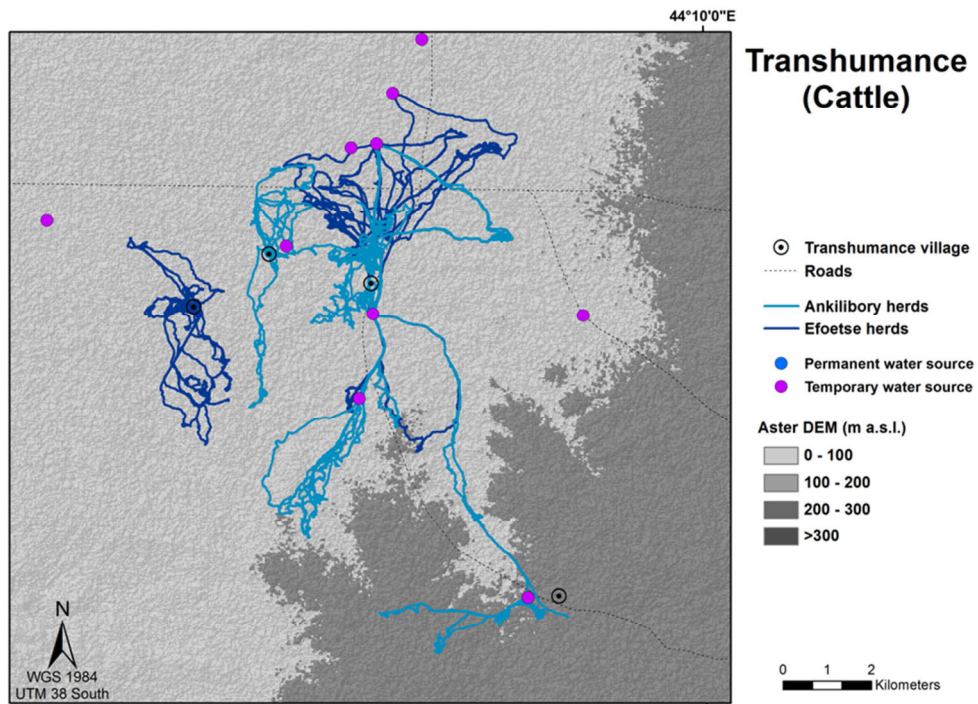 44°10'0"E
Transhumance
(Cattle)
Transhumance village
Roads
Ankilibory herds
Efoetse herds
Permanent water source
Temporary water source
Aster DEM (m a.s.l.)
0 - 100
100 - 200
200 - 300
>300
N
WGS 1984
UTM 38 South
0 1 2
Kilometers